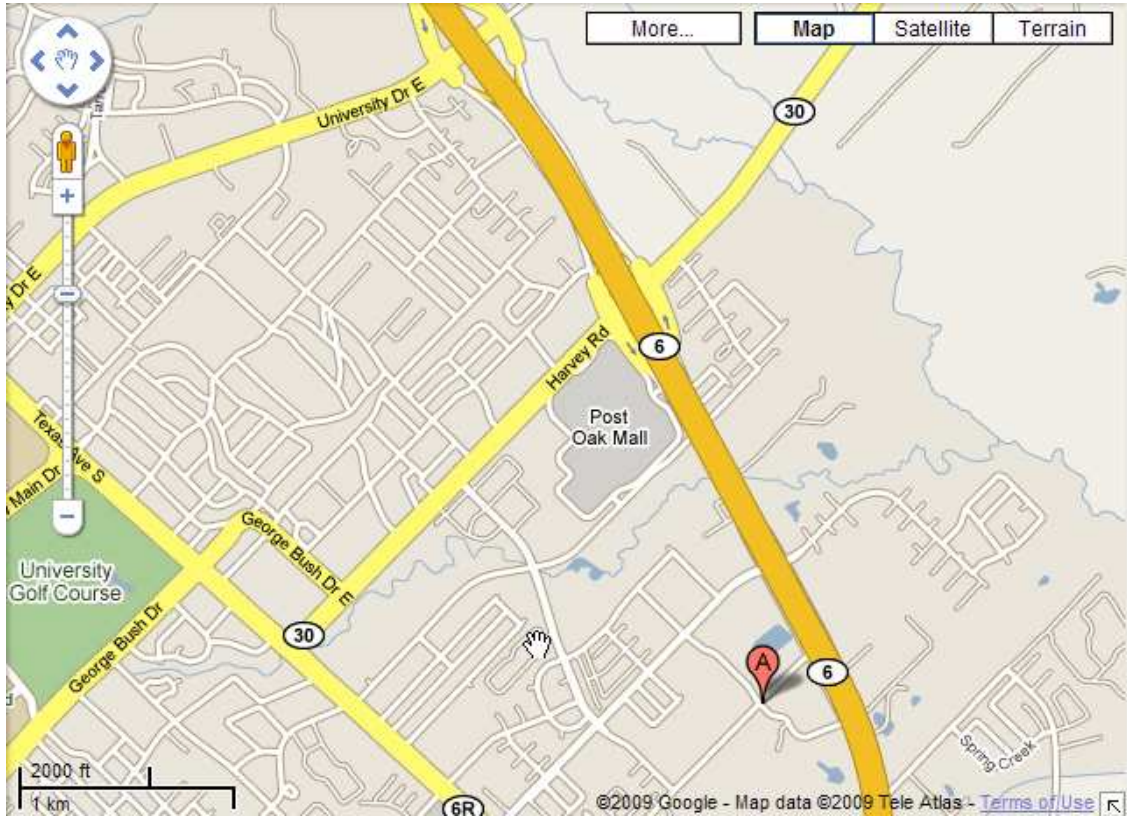 More...
Map
Satellite
Terrain
30
University Dr E
y Dr E
Harvey Rd
6
Post
Oak Mall
Texas Ave S
Main Dr
George Bush Dr E
University
Golf Course
30
George Bush Dr
A
6
Spring Creek
2000 ft
1 km
6R
©2009 Google - Map data ©2009 Tele Atlas - Terms of Use